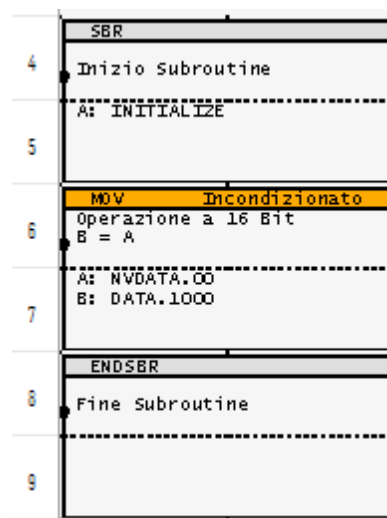 SBR
4
Inizio Subroutine
A: INITIALIZE
5
MOV Incondizionato
6
Operazione a 16 Bit
B = A
A: NVDATA.00
B: DATA.1000
7
ENDSBR
8
Fine Subroutine
9